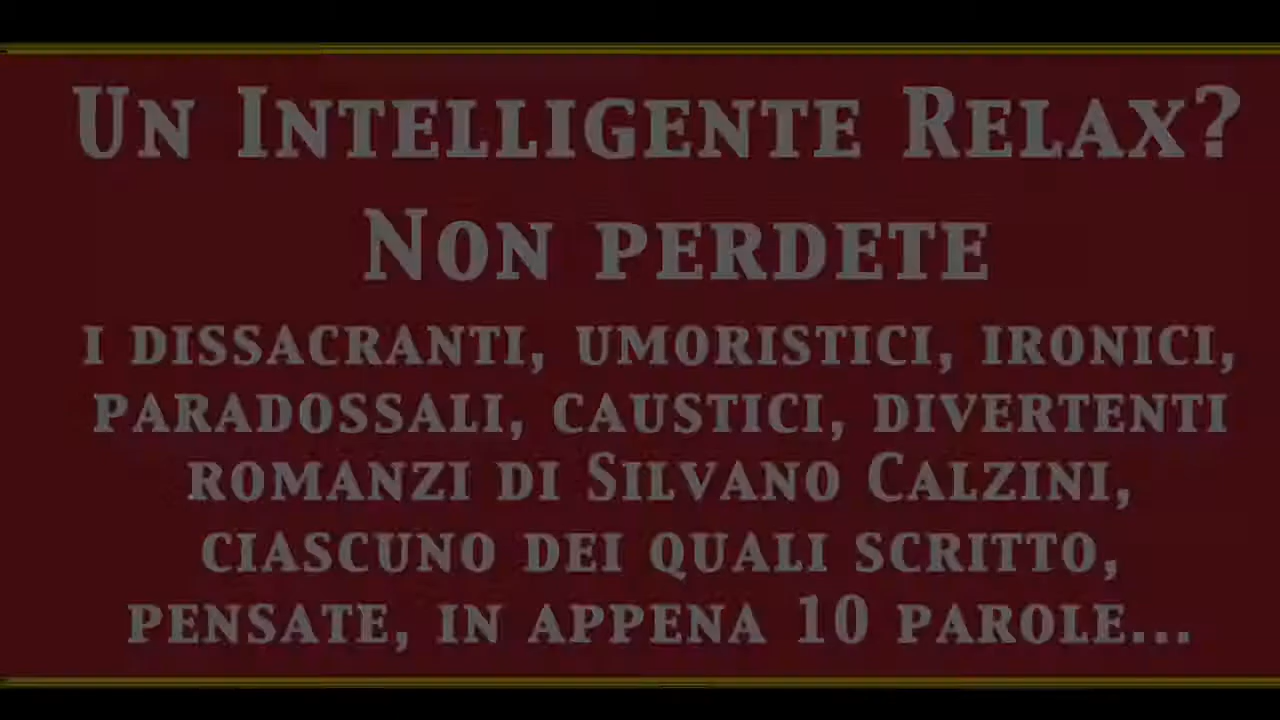 Un Intelligente Relax?
Non perdete
i dissacranti, umoristici, ironici,
paradossali, caustici, divertenti
romanzi di Silvano Calzini,
ciascuno dei quali scritto,
pensate, in appena 10 parole...